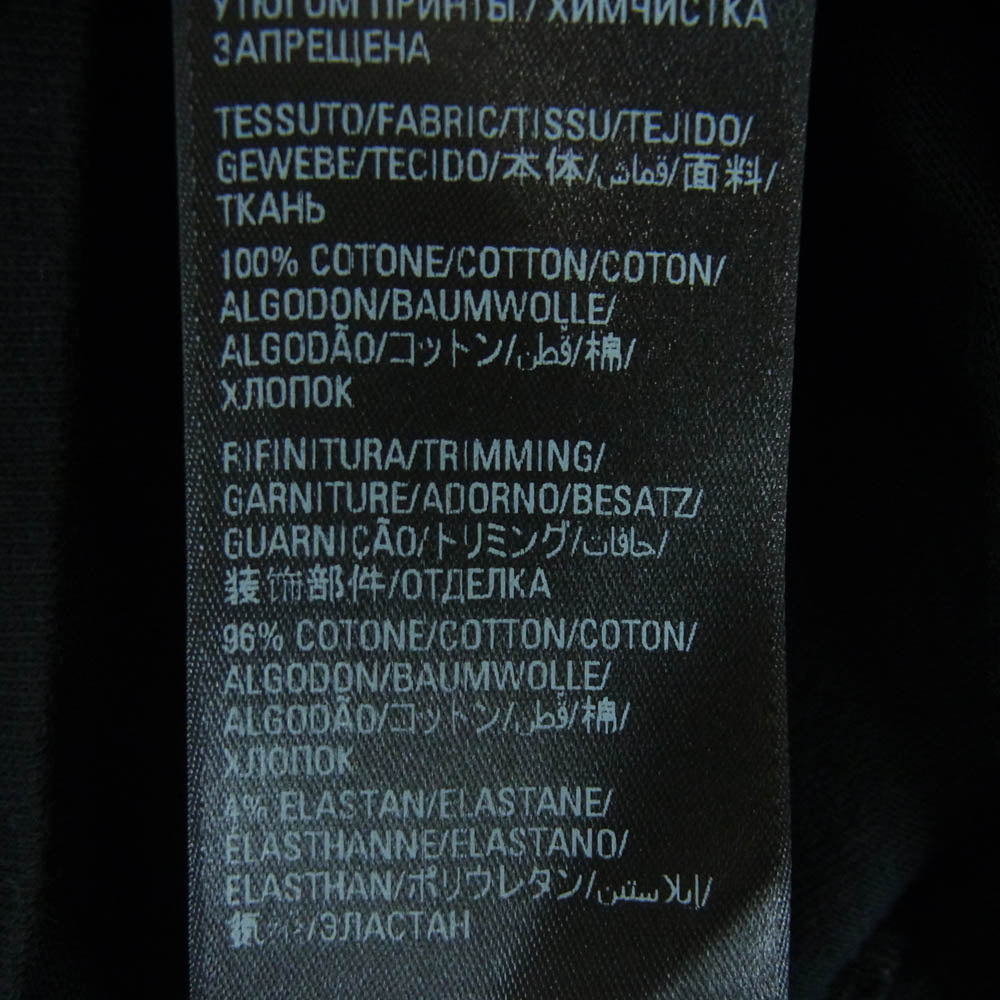 УТЮГОМ ПРИНТЫ/ХИМЧИСТКА
ЗАПРЕЩЕНА
TESSUTO/FABRIC/TISSU/TEJIDO/
GEWEBE/TECIDO/本体/قماش/面料/
ТКАНЬ
100% COTONE/COTTON/COTON/
ALGODON/BAUMWOLLE/
ALGODÃO/コットン/قطن/棉/
ХЛОПОК
RIFINITURA/TRIMMING/
GARNITURE/ADORNO/BESATZ/
GUARNIÇÃO/トリミング/حافات/
装饰部件/ОТДЕЛКА
96% COTONE/COTTON/COTON/
ALGODON/BAUMWOLLE/
ALGODÃO/コットン/قطن/棉/
ХЛОПОК
4% ELASTAN/ELASTANE/
ELASTHANNE/ELASTANO/
ELASTHAN/ポリウレタン/إيلاستين/
/ЭЛАСТАН